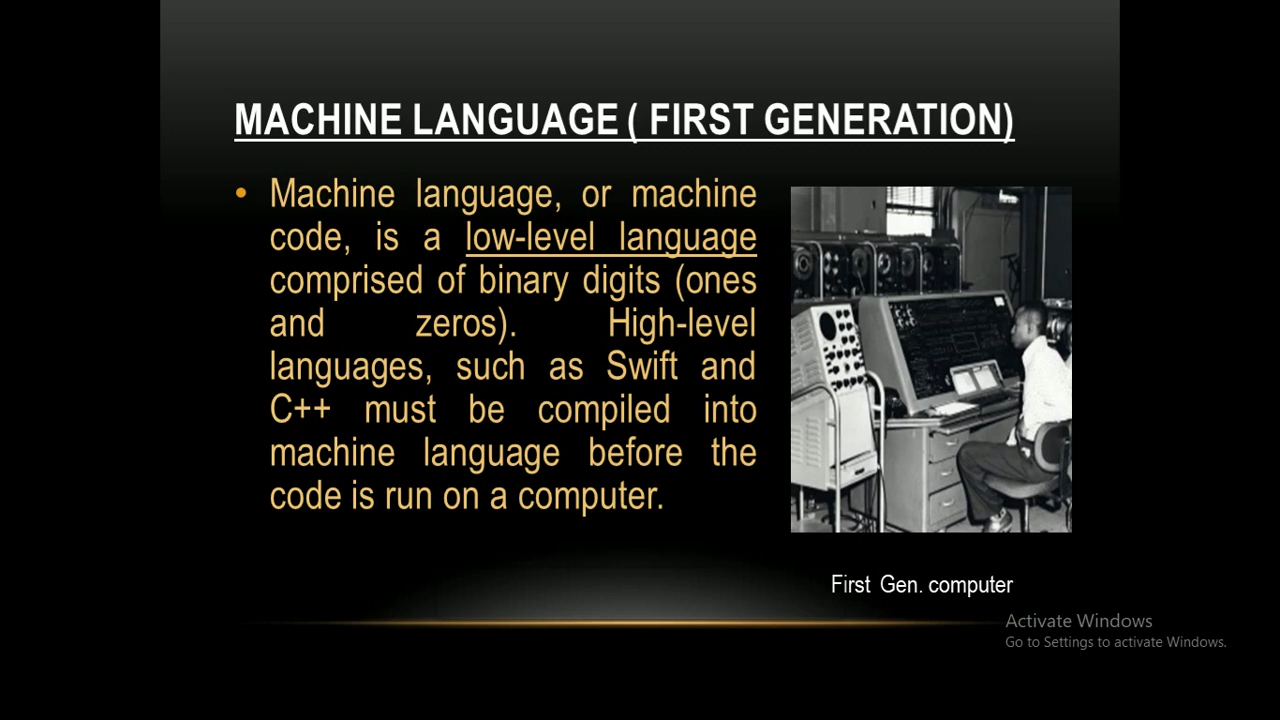 MACHINE LANGUAGE ( FIRST GENERATION)
• Machine language, or machine
code, is a low-level language
comprised of binary digits (ones
and zeros). High-level
languages, such as Swift and
C++ must be compiled into
machine language before the
code is run on a computer.
First Gen. computer
Activate Windows
Go to Settings to activate Windows.